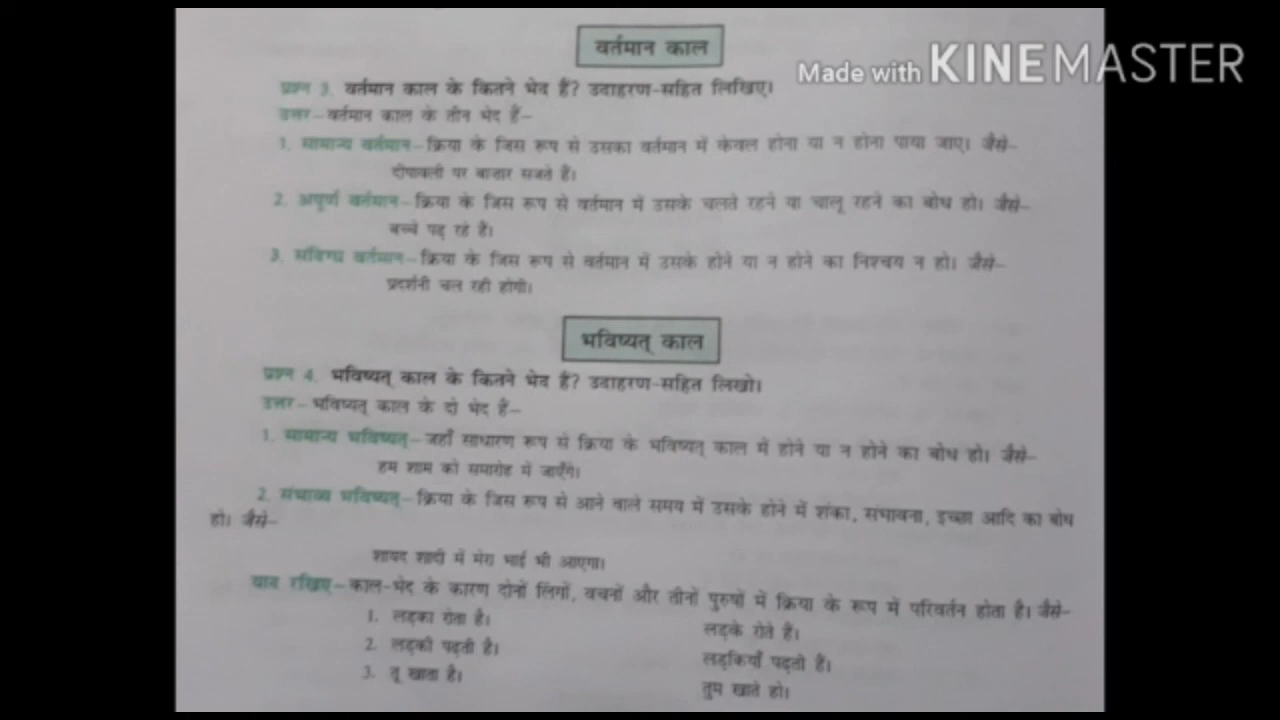 वर्तमान काल
Made with KINEMASTER
प्रश्न 3. वर्तमान काल के कितने भेद हैं? उदाहरण-सहित लिखिए।
उत्तर–वर्तमान काल के तीन भेद हैं–
1. सामान्य वर्तमान–क्रिया के जिस रूप से उसका वर्तमान में केवल होना या न होना पाया जाए। जैसे–
दीपावली पर बाज़ार सजते हैं।
2. अपूर्ण वर्तमान–क्रिया के जिस रूप से वर्तमान में उसके चलते रहने या चालू रहने का बोध हो। जैसे–
बच्चे पढ़ रहे हैं।
3. संदिग्ध वर्तमान–क्रिया के जिस रूप से वर्तमान में उसके होने या न होने का निश्चय न हो। जैसे–
प्रदर्शनी चल रही होगी।
भविष्यत् काल
प्रश्न 4. भविष्यत् काल के कितने भेद हैं? उदाहरण-सहित लिखो।
उत्तर–भविष्यत् काल के दो भेद हैं–
1. सामान्य भविष्यत्–जहाँ साधारण रूप से क्रिया के भविष्यत् काल में होने या न होने का बोध हो। जैसे–
हम शाम को समारोह में जाएँगे।
2. संभाव्य भविष्यत्–क्रिया के जिस रूप से आने वाले समय में उसके होने में शंका, संभावना, इच्छा आदि का बोध
हो। जैसे–
शायद शादी में मेरा भाई भी आएगा।
याद रखिए–काल-भेद के कारण दोनों लिंगों, वचनों और तीनों पुरुषों में क्रिया के रूप में परिवर्तन होता है। जैसे–
1. लड़का रोता है। लड़के रोते हैं।
2. लड़की पढ़ती है। लड़कियाँ पढ़ती हैं।
3. तू खाता है। तुम खाते हो।